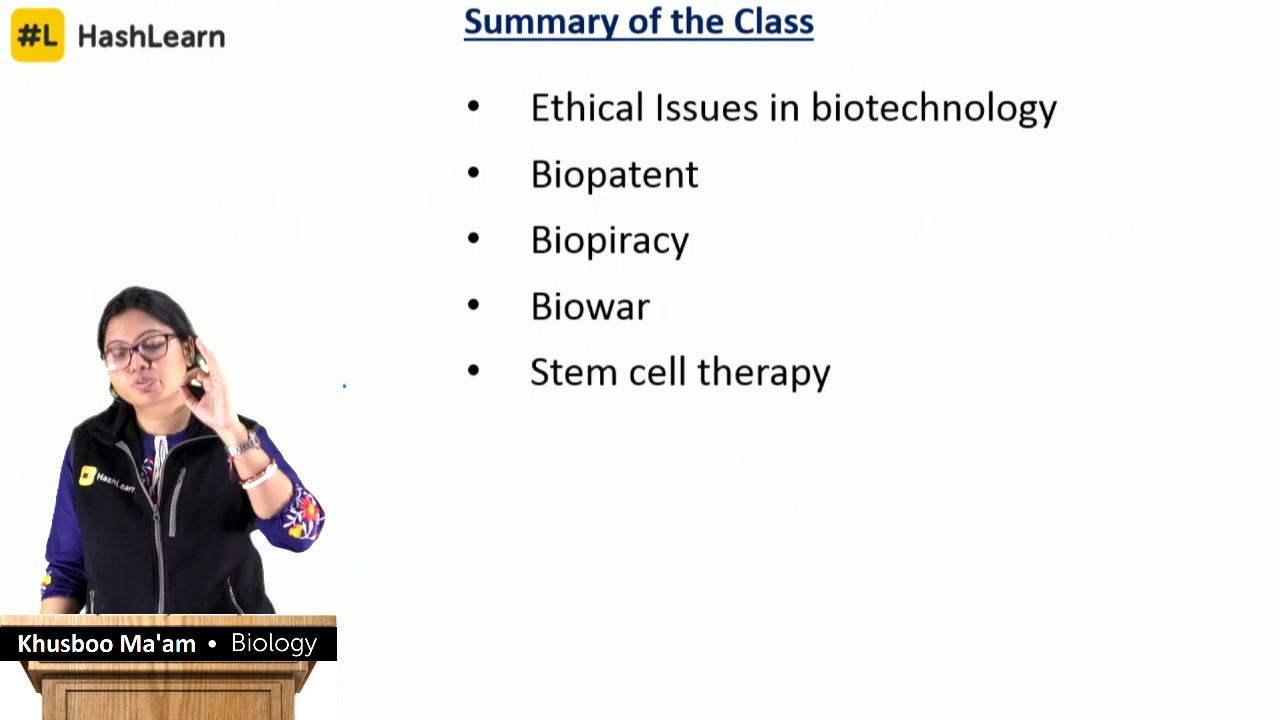 #L HashLearn
Summary of the Class
• Ethical Issues in biotechnology
• Biopatent
• Biopiracy
• Biowar
• Stem cell therapy
HashLearn
Khusboo Ma'am • Biology